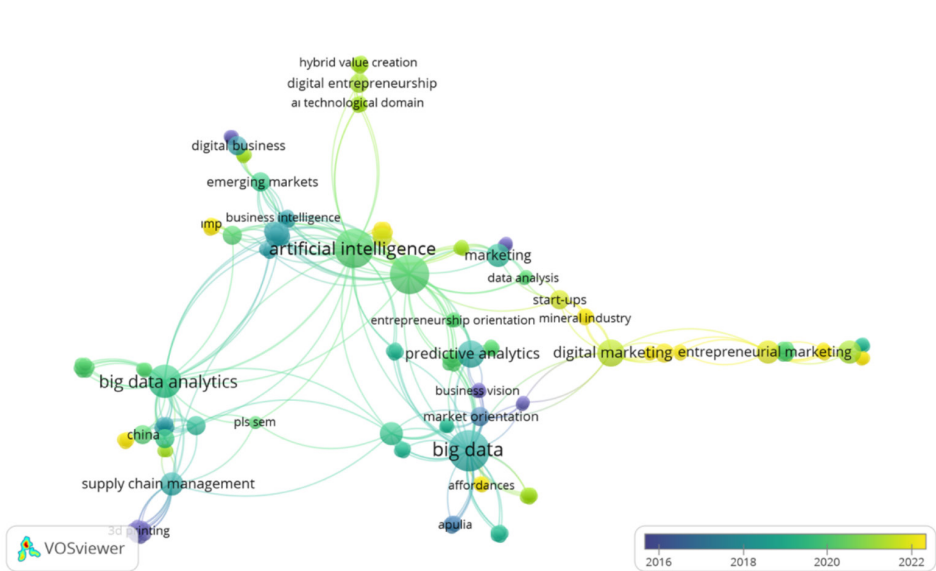 hybrid value creation
digital entrepreneurship
ai technological domain
digital business
emerging markets
business intelligence
ımp
artificial intelligence
marketing
data analysis
start-ups
entrepreneurship orientation
mineral industry
predictive analytics
digital marketing
entrepreneurial marketing
big data analytics
business vision
market orientation
pls sem
china
big data
supply chain management
affordances
apulia
3d printing
VOSviewer
2016
2018
2020
2022